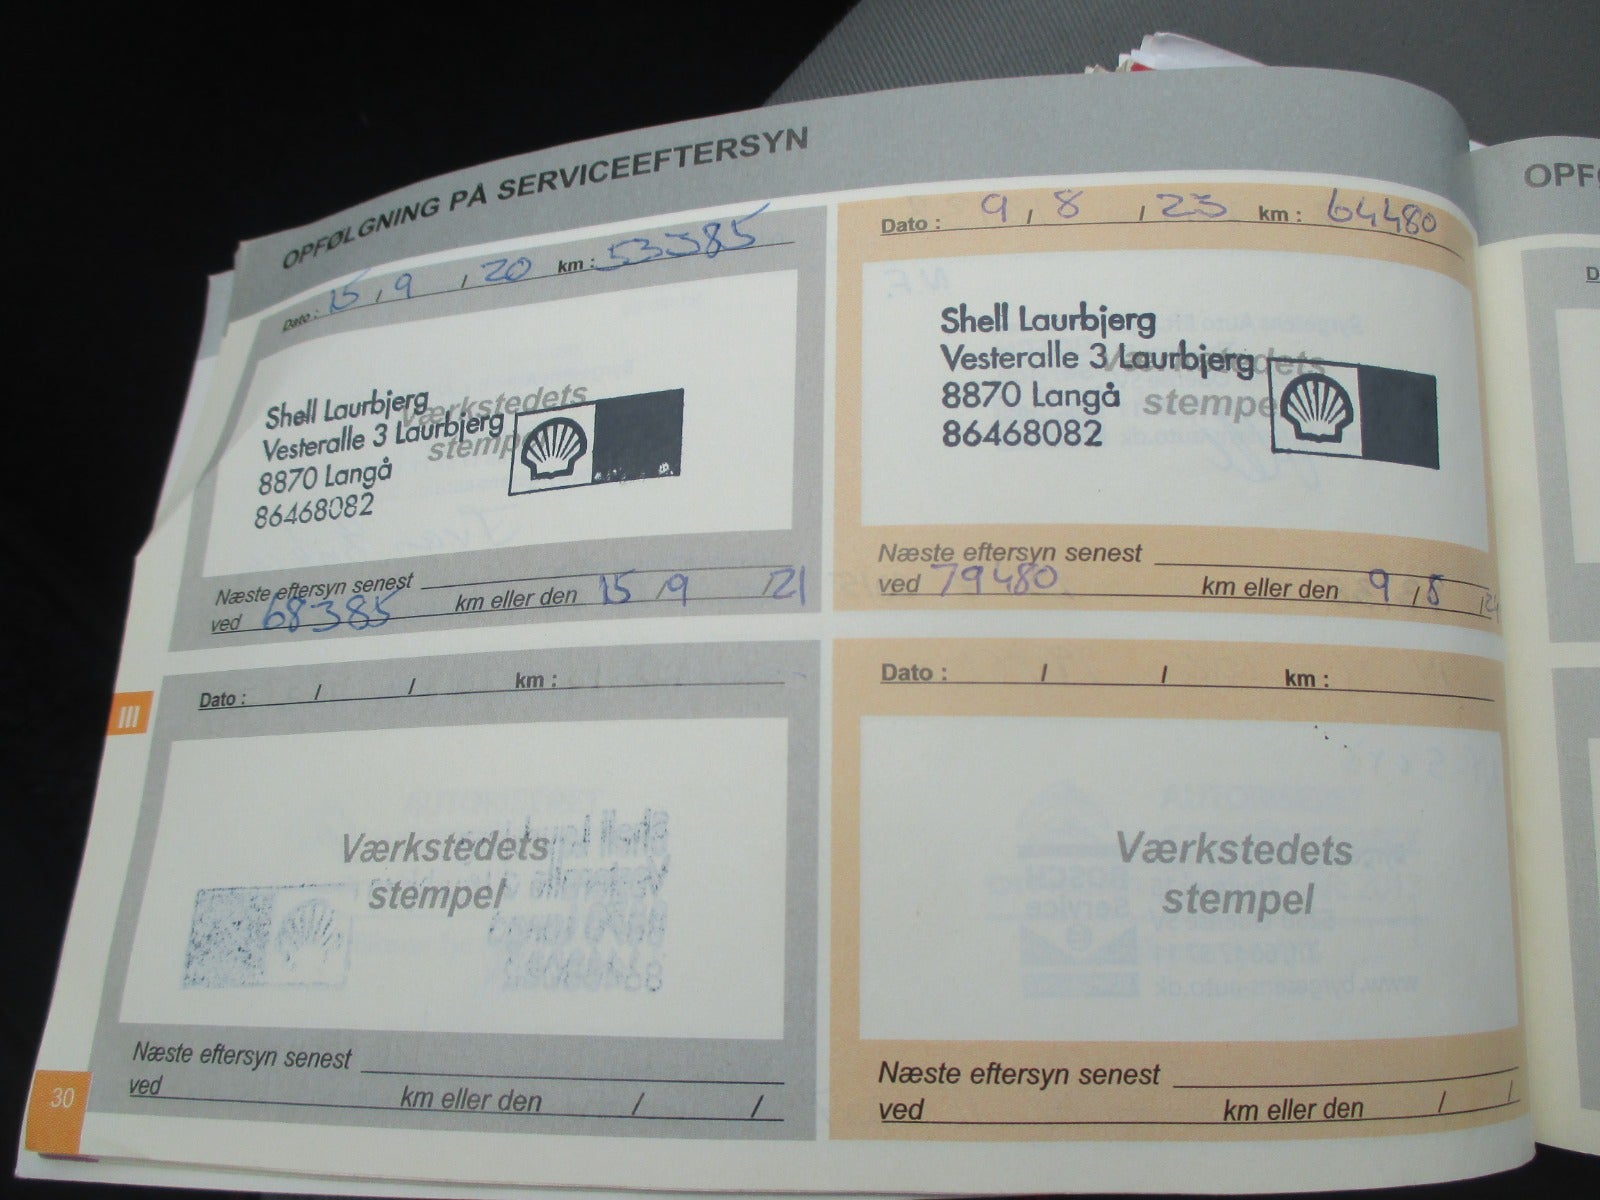 OPFØLGNING PÅ SERVICEEFTERSYN
Dato : 15 / 9 / 20 km : 53385
Værkstedets
stempel
Shell Laurbjerg
Vesteralle 3 Laurbjerg
8870 Langå
86468082
Næste eftersyn senest
ved 68385 km eller den 15 / 9 / 21
Dato : 9 / 8 / 23 km : 64480
Værkstedets
stempel
Shell Laurbjerg
Vesteralle 3 Laurbjerg
8870 Langå
86468082
Næste eftersyn senest
ved 79480 km eller den 9 / 8 / 24
Dato : / / km :
Værkstedets
stempel
Næste eftersyn senest
ved km eller den / /
Dato : / / km :
Værkstedets
stempel
Næste eftersyn senest
ved km eller den / /
III
30
OPF